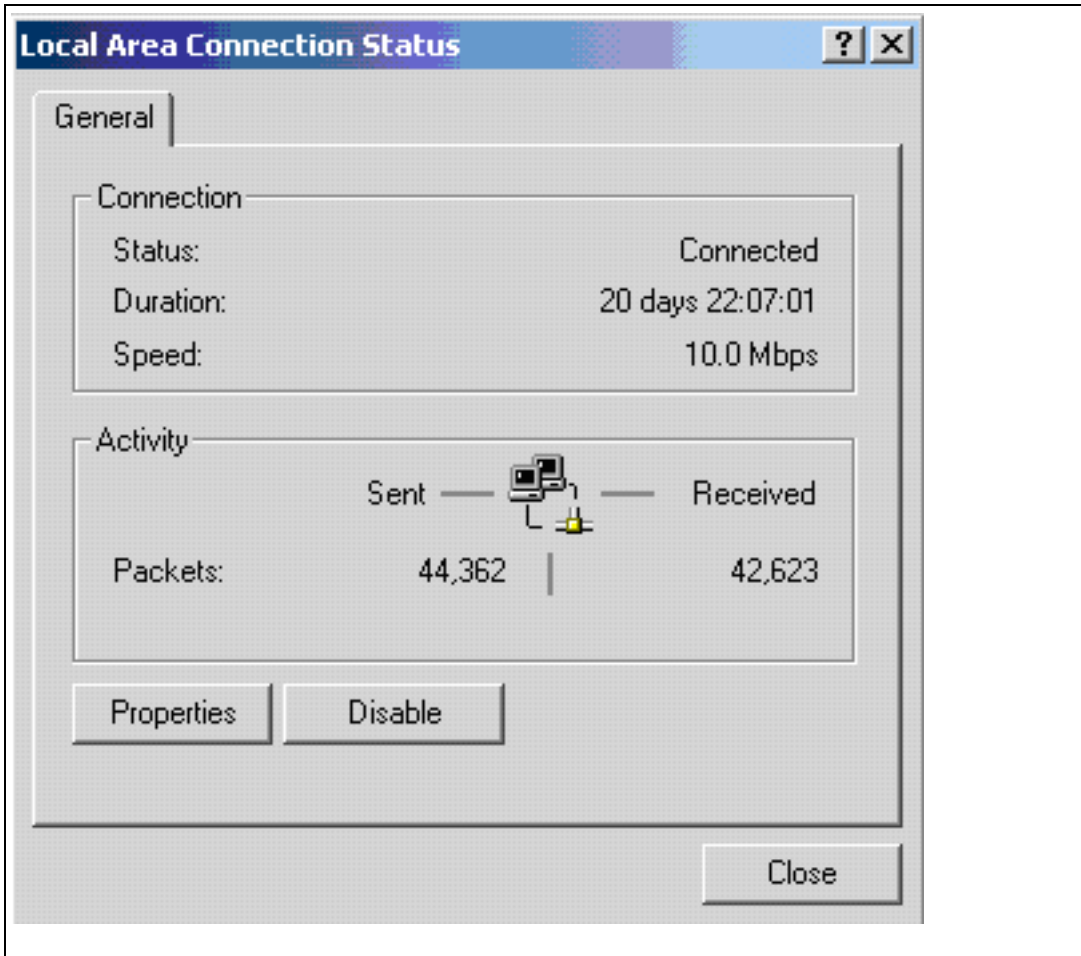 Local Area Connection Status
General
Connection
Status: Connected
Duration: 20 days 22:07:01
Speed: 10.0 Mbps
Activity
Sent Received
Packets: 44,362 42,623
Properties Disable
Close